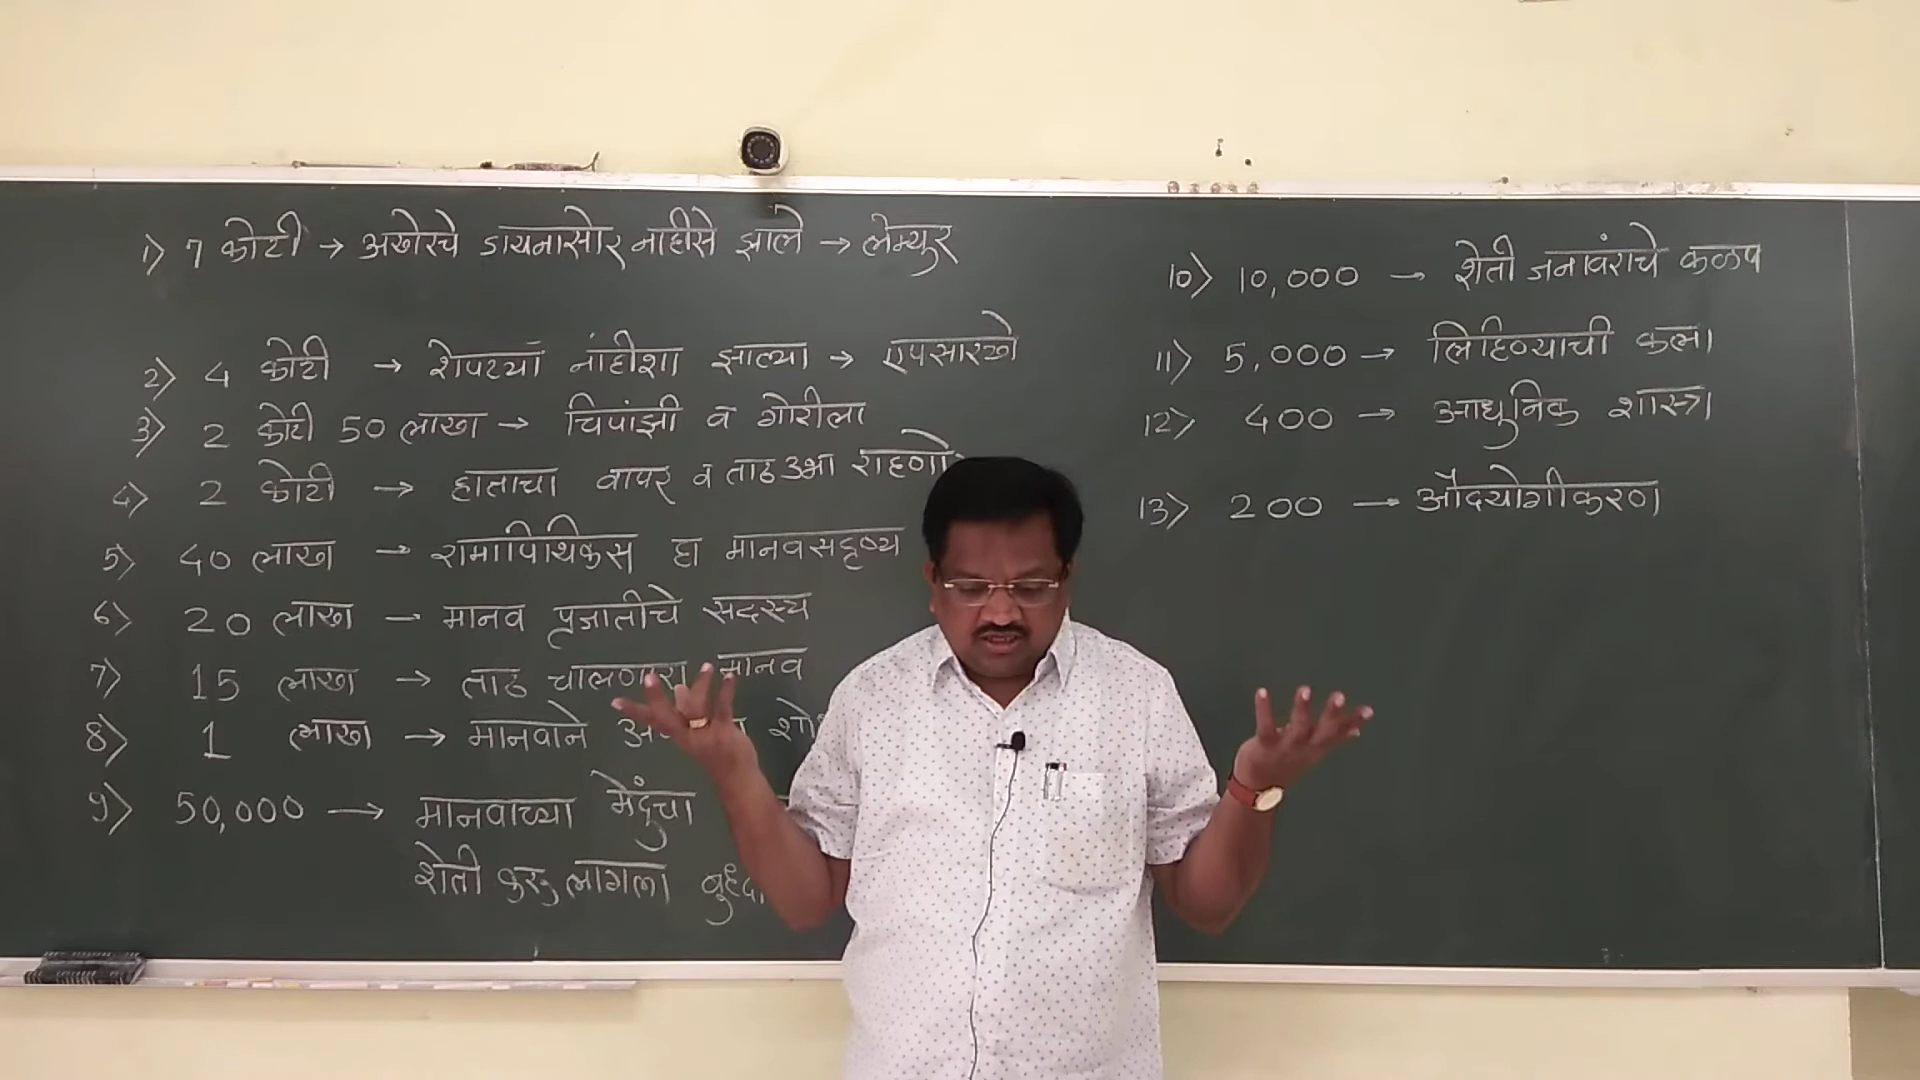 1) 7 कोटी → अखेरचे डायनासोर नाहीसे झाले → लेम्युर
2) 4 कोटी → शेपट्यां नांहीशा झाल्या → एपसारखे
3) 2 कोटी 50 लाख → चिपांझी व गोरीला
4) 2 कोटी → हाताचा वापर व ताठ उभा राहणो
5) 40 लाख → रामापिथिकस हा मानवसदृष्य
6) 20 लाख → मानव प्रजातीचे सदस्य
7) 15 लाख → ताठ चालणारा मानव
8) 1 लाख → मानवाने
9) 50,000 → मानवाच्या मेंदुंचा
शेती करु लागला
10) 10,000 → शेती जनावंराचे कळप
11) 5,000 → लिहिण्याची कला
12) 400 → आधुनिक शास्त्र
13) 200 → औदयोगीकरण